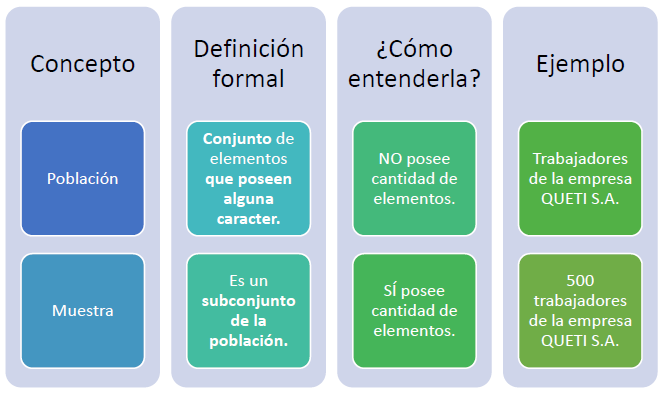 Concepto
Definición
formal
¿Cómo
entenderla?
Ejemplo
Población
Conjunto de
elementos
que poseen
alguna
caracter.
NO posee
cantidad de
elementos.
Trabajadores
de la empresa
QUETI S.A.
Muestra
Es un
subconjunto
de la
población.
SÍ posee
cantidad de
elementos.
500
trabajadores
de la empresa
QUETI S.A.